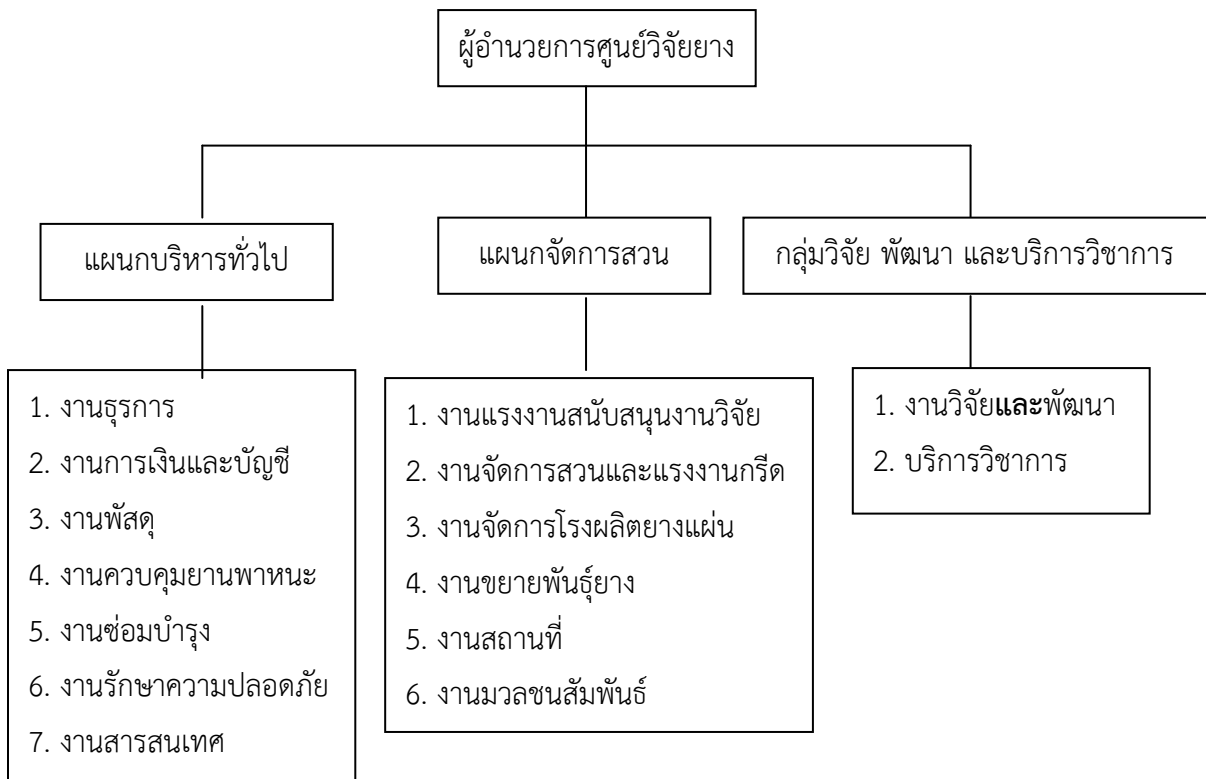 ผู้อำนวยการศูนย์วิจัยยาง
แผนกบริหารทั่วไป
แผนกจัดการสวน
กลุ่มวิจัย พัฒนา และบริการวิชาการ
1. งานธุรการ
2. งานการเงินและบัญชี
3. งานพัสดุ
4. งานควบคุมยานพาหนะ
5. งานซ่อมบำรุง
6. งานรักษาความปลอดภัย
7. งานสารสนเทศ
1. งานแรงงานสนับสนุนงานวิจัย
2. งานจัดการสวนและแรงงานกรีด
3. งานจัดการโรงผลิตยางแผ่น
4. งานขยายพันธุ์ยาง
5. งานสถานที่
6. งานมวลชนสัมพันธ์
1. งานวิจัยและพัฒนา
2. บริการวิชาการ